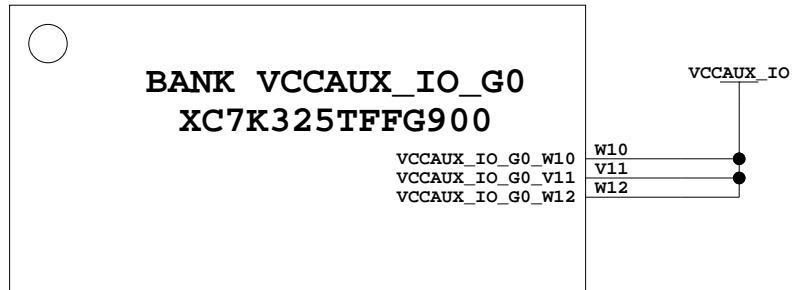 BANK VCCAUX_IO_G0
XC7K325TFFG900
VCCAUX_IO
VCCAUX_IO_G0_W10 W10
VCCAUX_IO_G0_V11 V11
VCCAUX_IO_G0_W12 W12